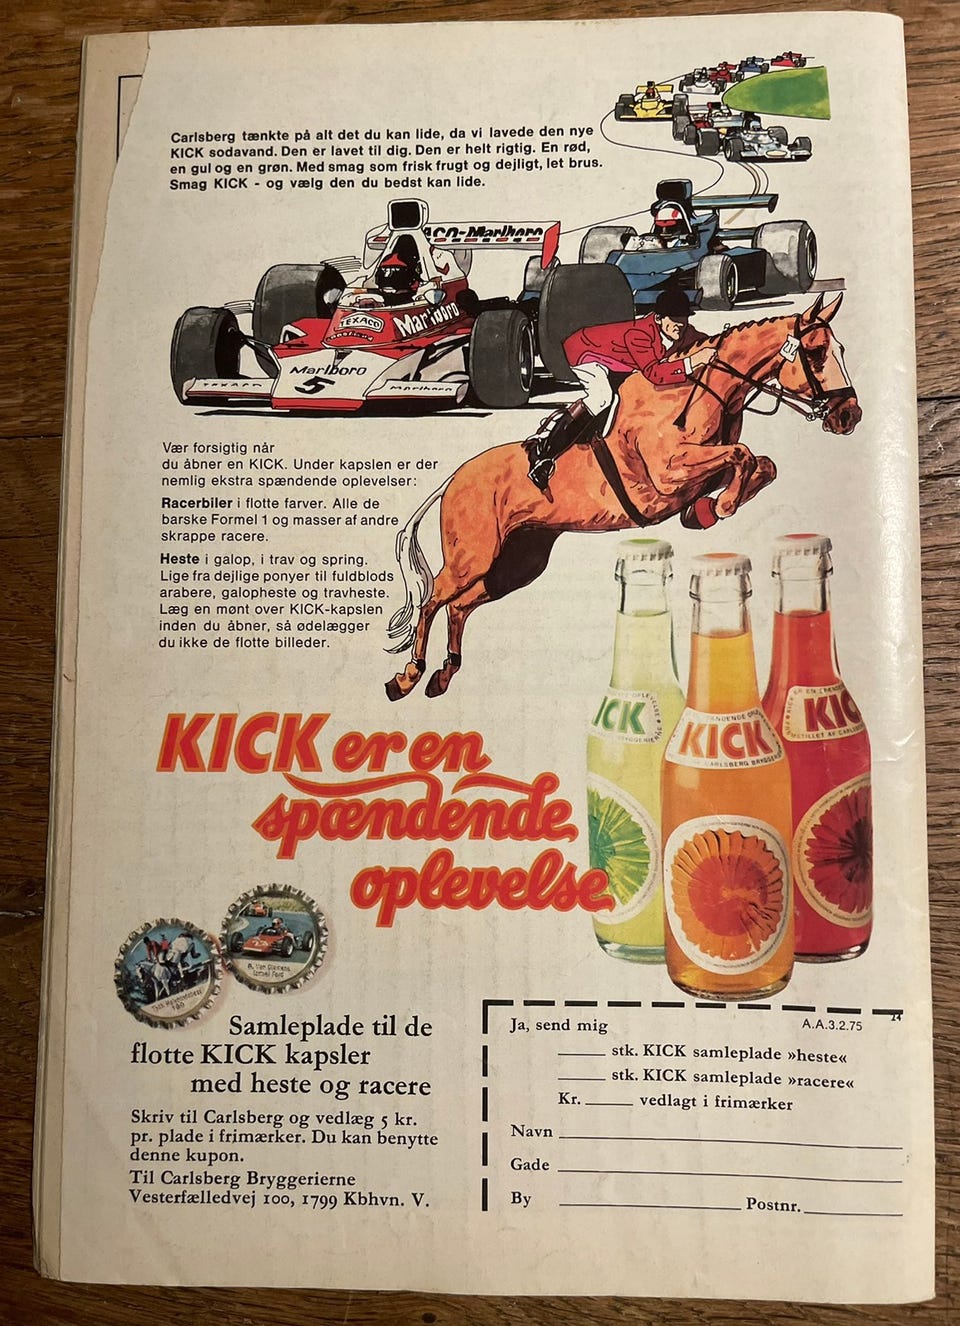 Carlsberg tænkte på alt det du kan lide, da vi lavede den nye
KICK sodavand. Den er lavet til dig. Den er helt rigtig. En rød,
en gul og en grøn. Med smag som frisk frugt og dejligt, let brus.
Smag KICK - og vælg den du bedst kan lide.
ACO-Marlboro
TEXACO
Marlboro
Marlboro
5
TEXACO
Marlboro
Vær forsigtig når
du åbner en KICK. Under kapslen er der
nemlig ekstra spændende oplevelser:
Racerbiler i flotte farver. Alle de
barske Formel 1 og masser af andre
skrappe racere.
Heste i galop, i trav og spring.
Lige fra dejlige ponyer til fuldblods
arabere, galopheste og travheste.
Læg en mønt over KICK-kapslen
inden du åbner, så ødelægger
du ikke de flotte billeder.
ICK
KICK
KIC
KICK er en
spændende
oplevelse
Samleplade til de
flotte KICK kapsler
med heste og racere
Skriv til Carlsberg og vedlæg 5 kr.
pr. plade i frimærker. Du kan benytte
denne kupon.
Til Carlsberg Bryggerierne
Vesterfælledvej 100, 1799 Kbhvn. V.
Ja, send mig
A.A.3.2.75
24
stk. KICK samleplade »heste«
stk. KICK samleplade »racere«
Kr. vedlagt i frimærker
Navn
Gade
By Postnr.